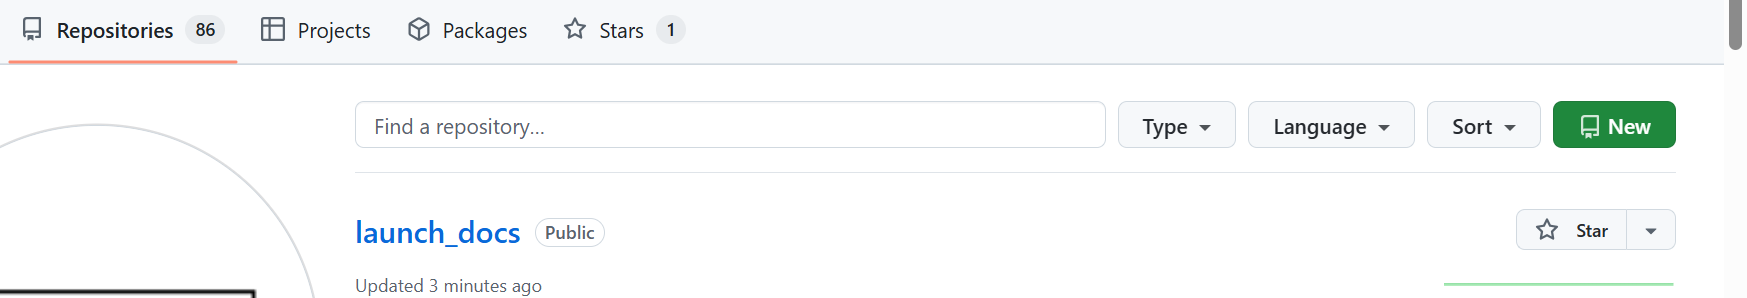 Repositories 86 Projects Packages Stars 1
Find a repository... Type Language Sort New
launch_docs Public Star
Updated 3 minutes ago